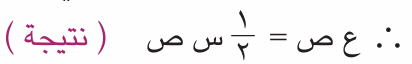 ∴ ع ص = ١/٢ س ص ( نتيجة )